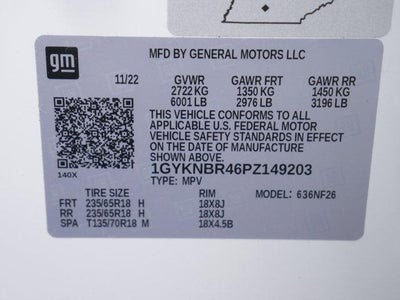 gm
MFD BY GENERAL MOTORS LLC
11/22 GVWR GAWR FRT GAWR RR
2722 KG 1350 KG 1450 KG
6001 LB 2976 LB 3196 LB
THIS VEHICLE CONFORMS TO ALL
APPLICABLE U.S. FEDERAL MOTOR
VEHICLE SAFETY STANDARDS IN EFFECT
ON THE DATE OF MANUFACTURE
SHOWN ABOVE.
140X 1GYKNBR46PZ149203
TYPE: MPV
TIRE SIZE RIM MODEL: 636NF26
FRT 235/65R18 H 18X8J
RR 235/65R18 H 18X8J
SPA T135/70R18 M 18X4.5B